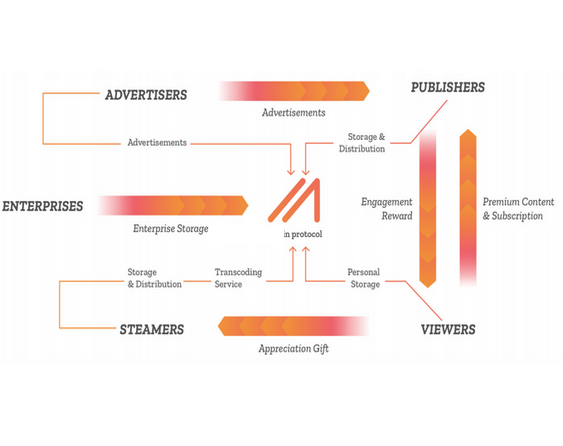 ADVERTISERS
PUBLISHERS
Advertisements
Advertisements
Storage &
Distribution
ENTERPRISES
Enterprise Storage
in protocol
Engagement
Reward
Premium Content
& Subscription
Storage
& Distribution
Transcoding
Service
Personal
Storage
STEAMERS
VIEWERS
Appreciation Gift